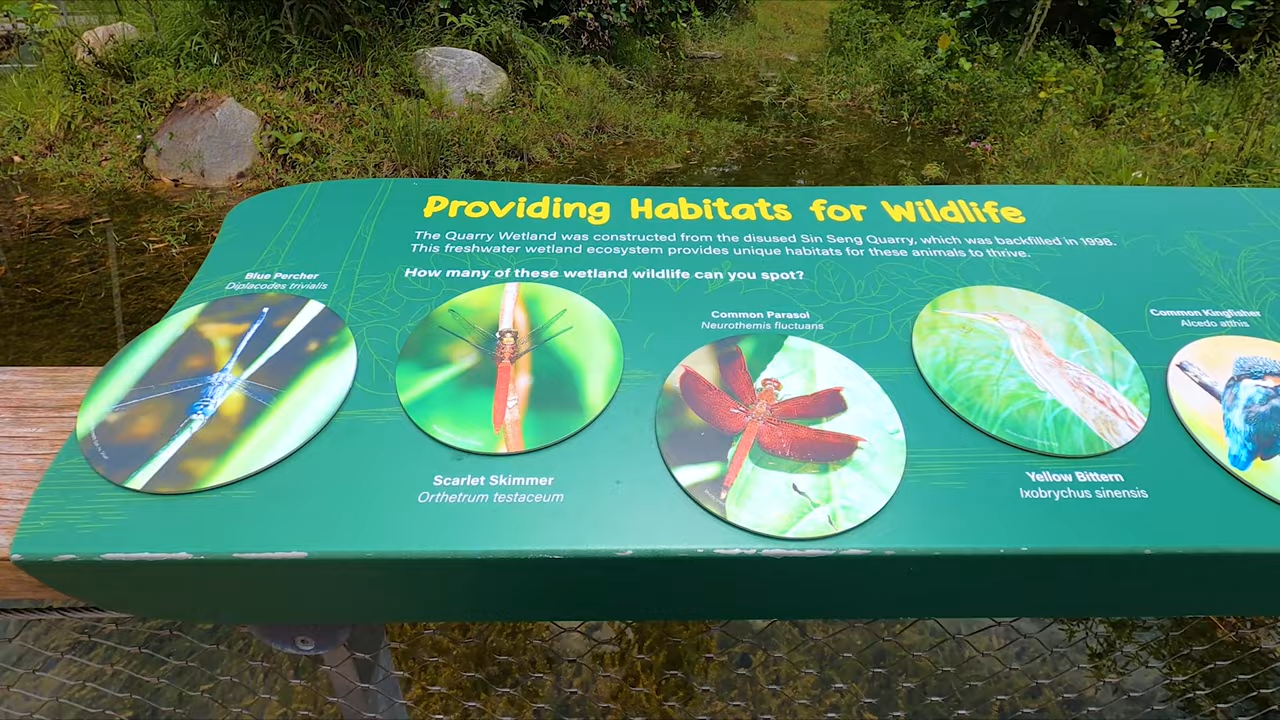 Providing Habitats for Wildlife
The Quarry Wetland was constructed from the disused Sin Seng Quarry, which was backfilled in 1998.
This freshwater wetland ecosystem provides unique habitats for these animals to thrive.
How many of these wetland wildlife can you spot?
Blue Percher
Diplacodes trivialis
Scarlet Skimmer
Orthetrum testaceum
Common Parasol
Neurothemis fluctuans
Yellow Bittern
Ixobrychus sinensis
Common Kingfisher
Alcedo atthis